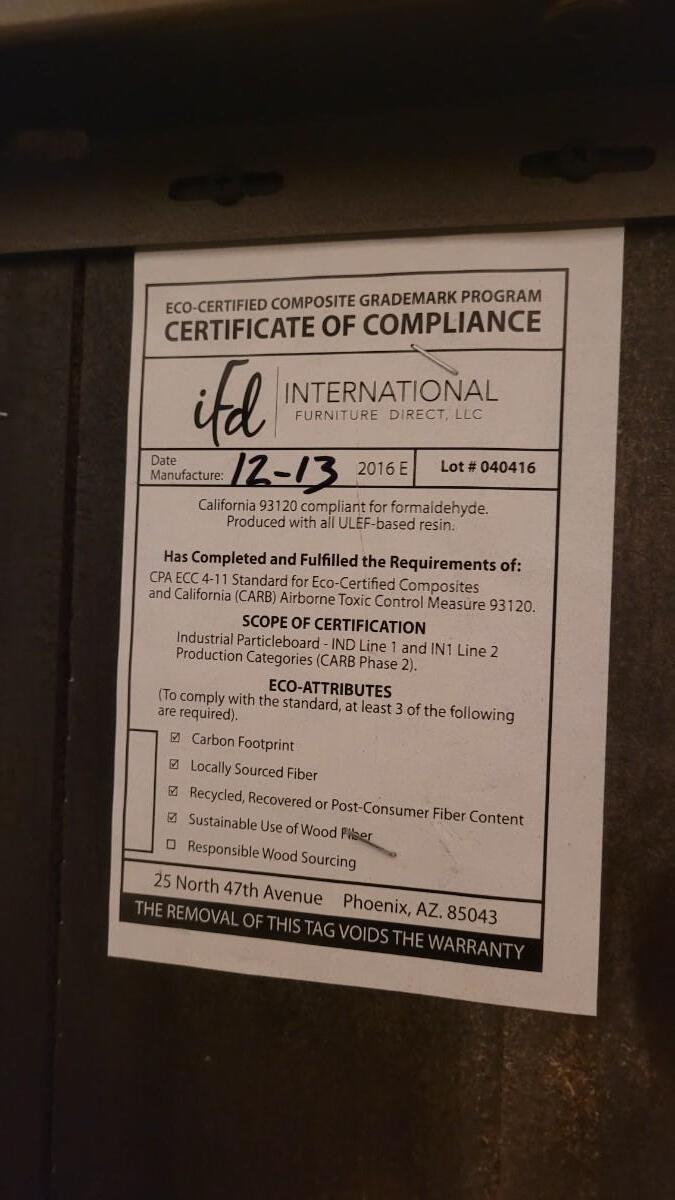 ECO-CERTIFIED COMPOSITE GRADEMARK PROGRAM
CERTIFICATE OF COMPLIANCE
ifd
INTERNATIONAL
FURNITURE DIRECT, LLC
Date
Manufacture: 12-13 2016 E Lot # 040416
California 93120 compliant for formaldehyde.
Produced with all ULEF-based resin.
Has Completed and Fulfilled the Requirements of:
CPA ECC 4-11 Standard for Eco-Certified Composites
and California (CARB) Airborne Toxic Control Measure 93120.
SCOPE OF CERTIFICATION
Industrial Particleboard - IND Line 1 and IN1 Line 2
Production Categories (CARB Phase 2).
ECO-ATTRIBUTES
(To comply with the standard, at least 3 of the following
are required).
☑ Carbon Footprint
☑ Locally Sourced Fiber
☑ Recycled, Recovered or Post-Consumer Fiber Content
☑ Sustainable Use of Wood Fiber
☐ Responsible Wood Sourcing
25 North 47th Avenue Phoenix, AZ. 85043
THE REMOVAL OF THIS TAG VOIDS THE WARRANTY